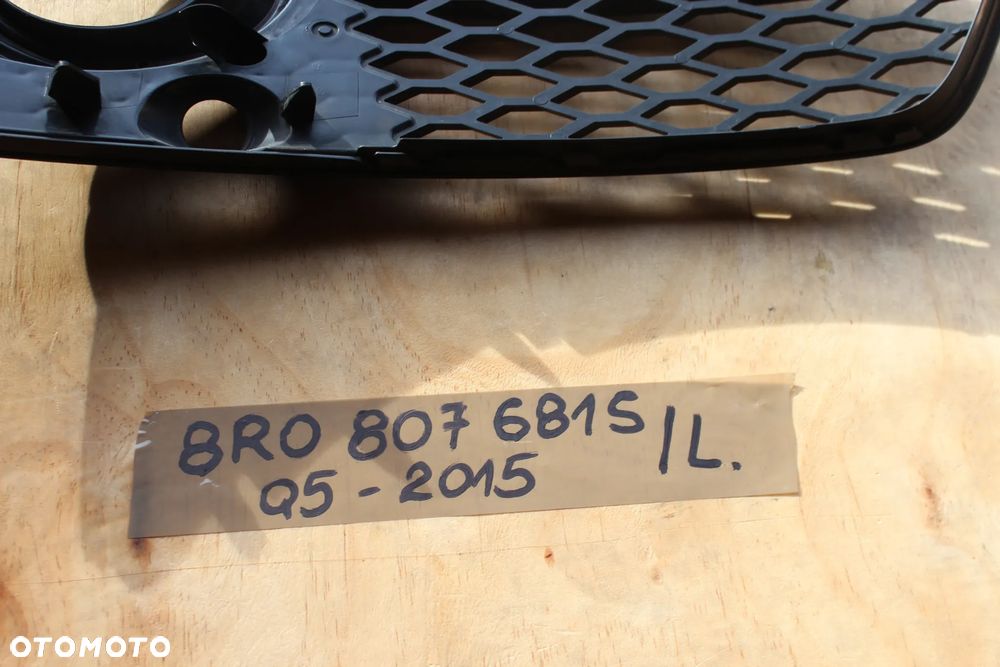 8R0 807 681S /L.
Q5 - 2015
OTOMOTO